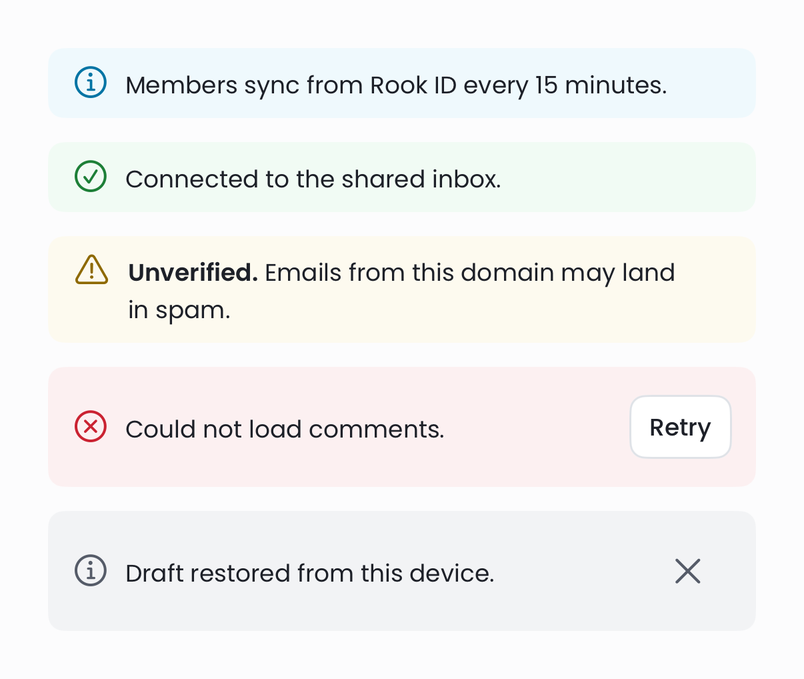 Members sync from Rook ID every 15 minutes.
Connected to the shared inbox.
Unverified. Emails from this domain may land
in spam.
Could not load comments.
Retry
Draft restored from this device.